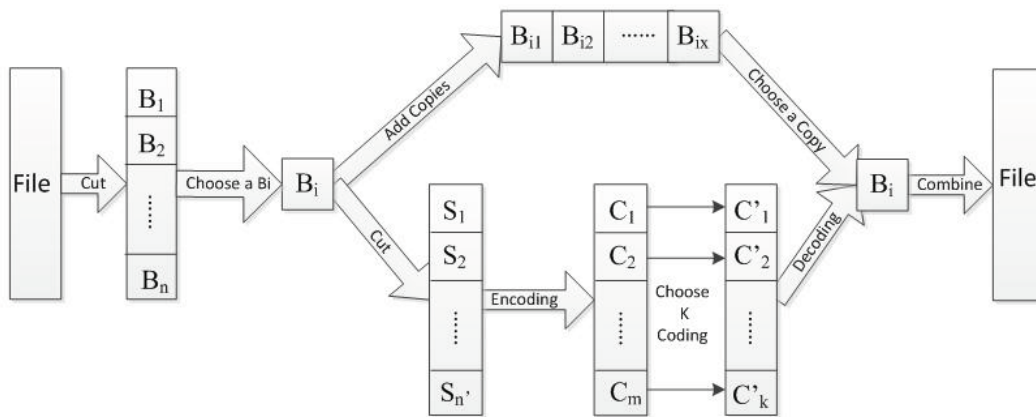 File
Cut
B1
B2
......
Bn
Choose a Bi
Bi
Add Copies
Bi1 Bi2 ...... Bix
Choose a Copy
Cut
S1
S2
......
Sn'
Encoding
C1
C2
......
Cm
Choose
K
Coding
C'1
C'2
......
C'k
Decoding
Bi
Combine
File